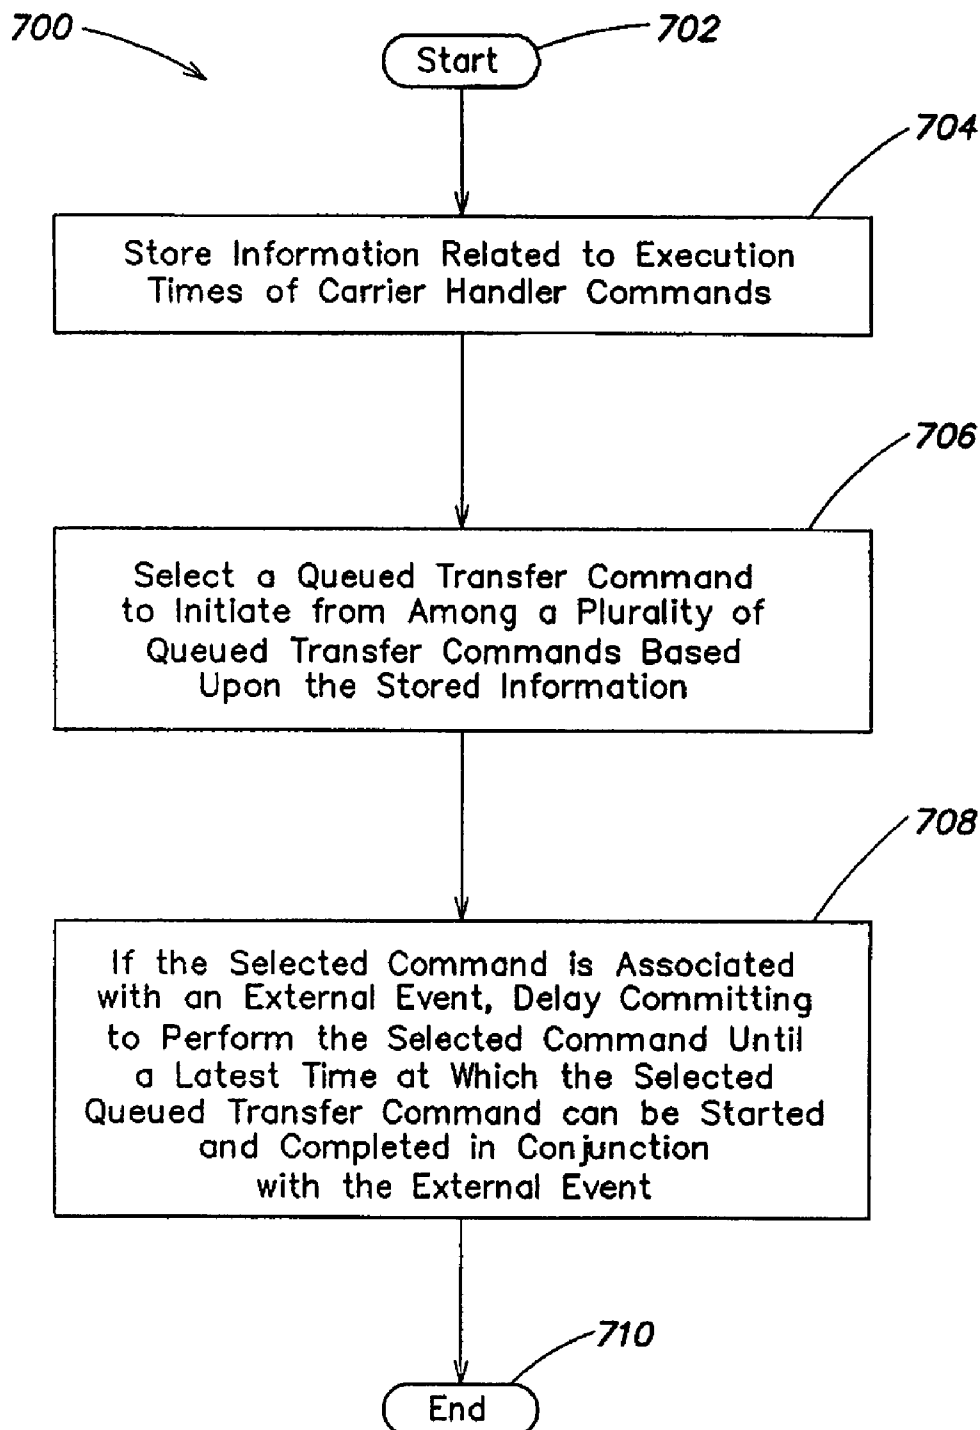 700
702
Start
704
Store Information Related to Execution
Times of Carrier Handler Commands
706
Select a Queued Transfer Command
to Initiate from Among a Plurality of
Queued Transfer Commands Based
Upon the Stored Information
708
If the Selected Command is Associated
with an External Event, Delay Committing
to Perform the Selected Command Until
a Latest Time at Which the Selected
Queued Transfer Command can be Started
and Completed in Conjunction
with the External Event
710
End